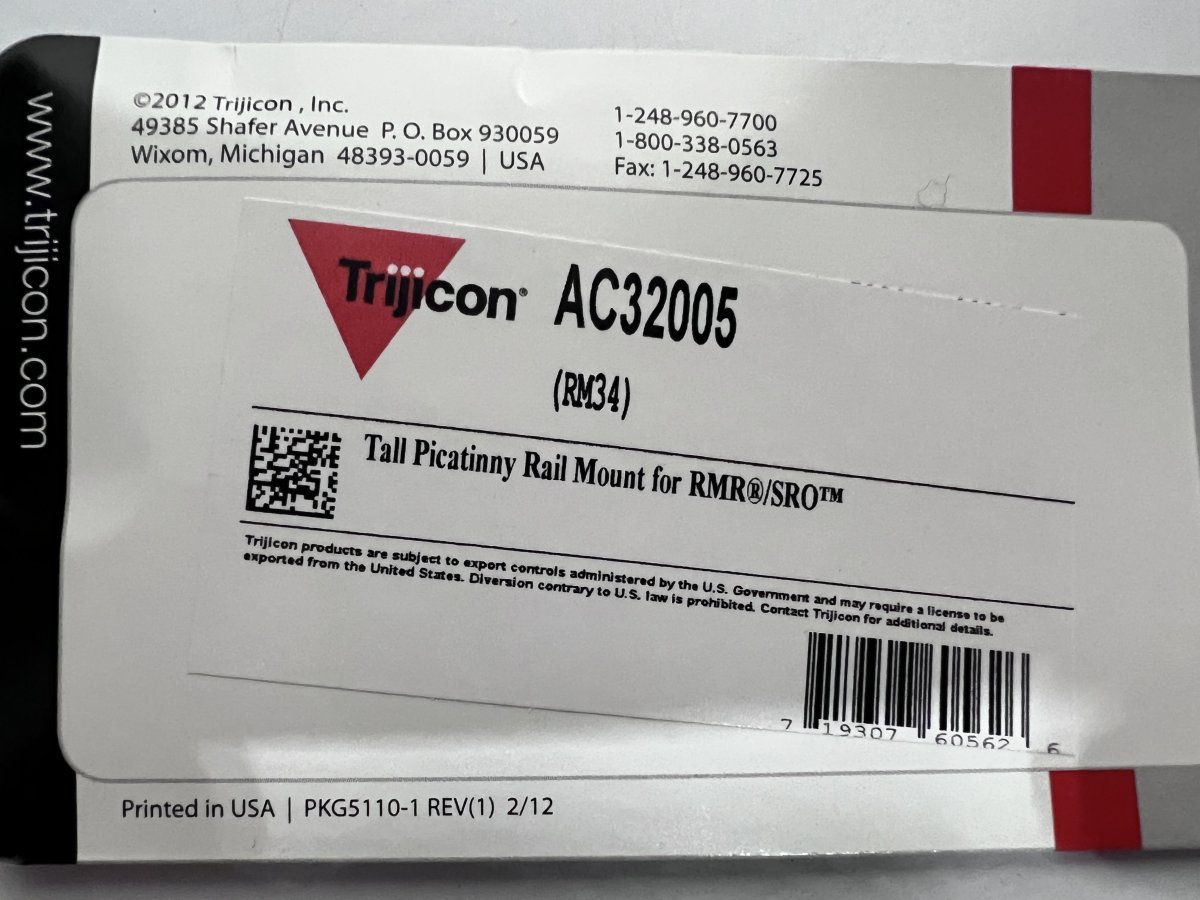 ©2012 Trijicon , Inc.
49385 Shafer Avenue P. O. Box 930059
Wixom, Michigan 48393-0059 | USA
1-248-960-7700
1-800-338-0563
Fax: 1-248-960-7725
www.trijicon.com
Trijicon® AC32005
(RM34)
Tall Picatinny Rail Mount for RMR®/SRO™
Trijicon products are subject to export controls administered by the U.S. Government and may require a license to be
exported from the United States. Diversion contrary to U.S. law is prohibited. Contact Trijicon for additional details.
7 19307 60562 6
Printed in USA | PKG5110-1 REV(1) 2/12